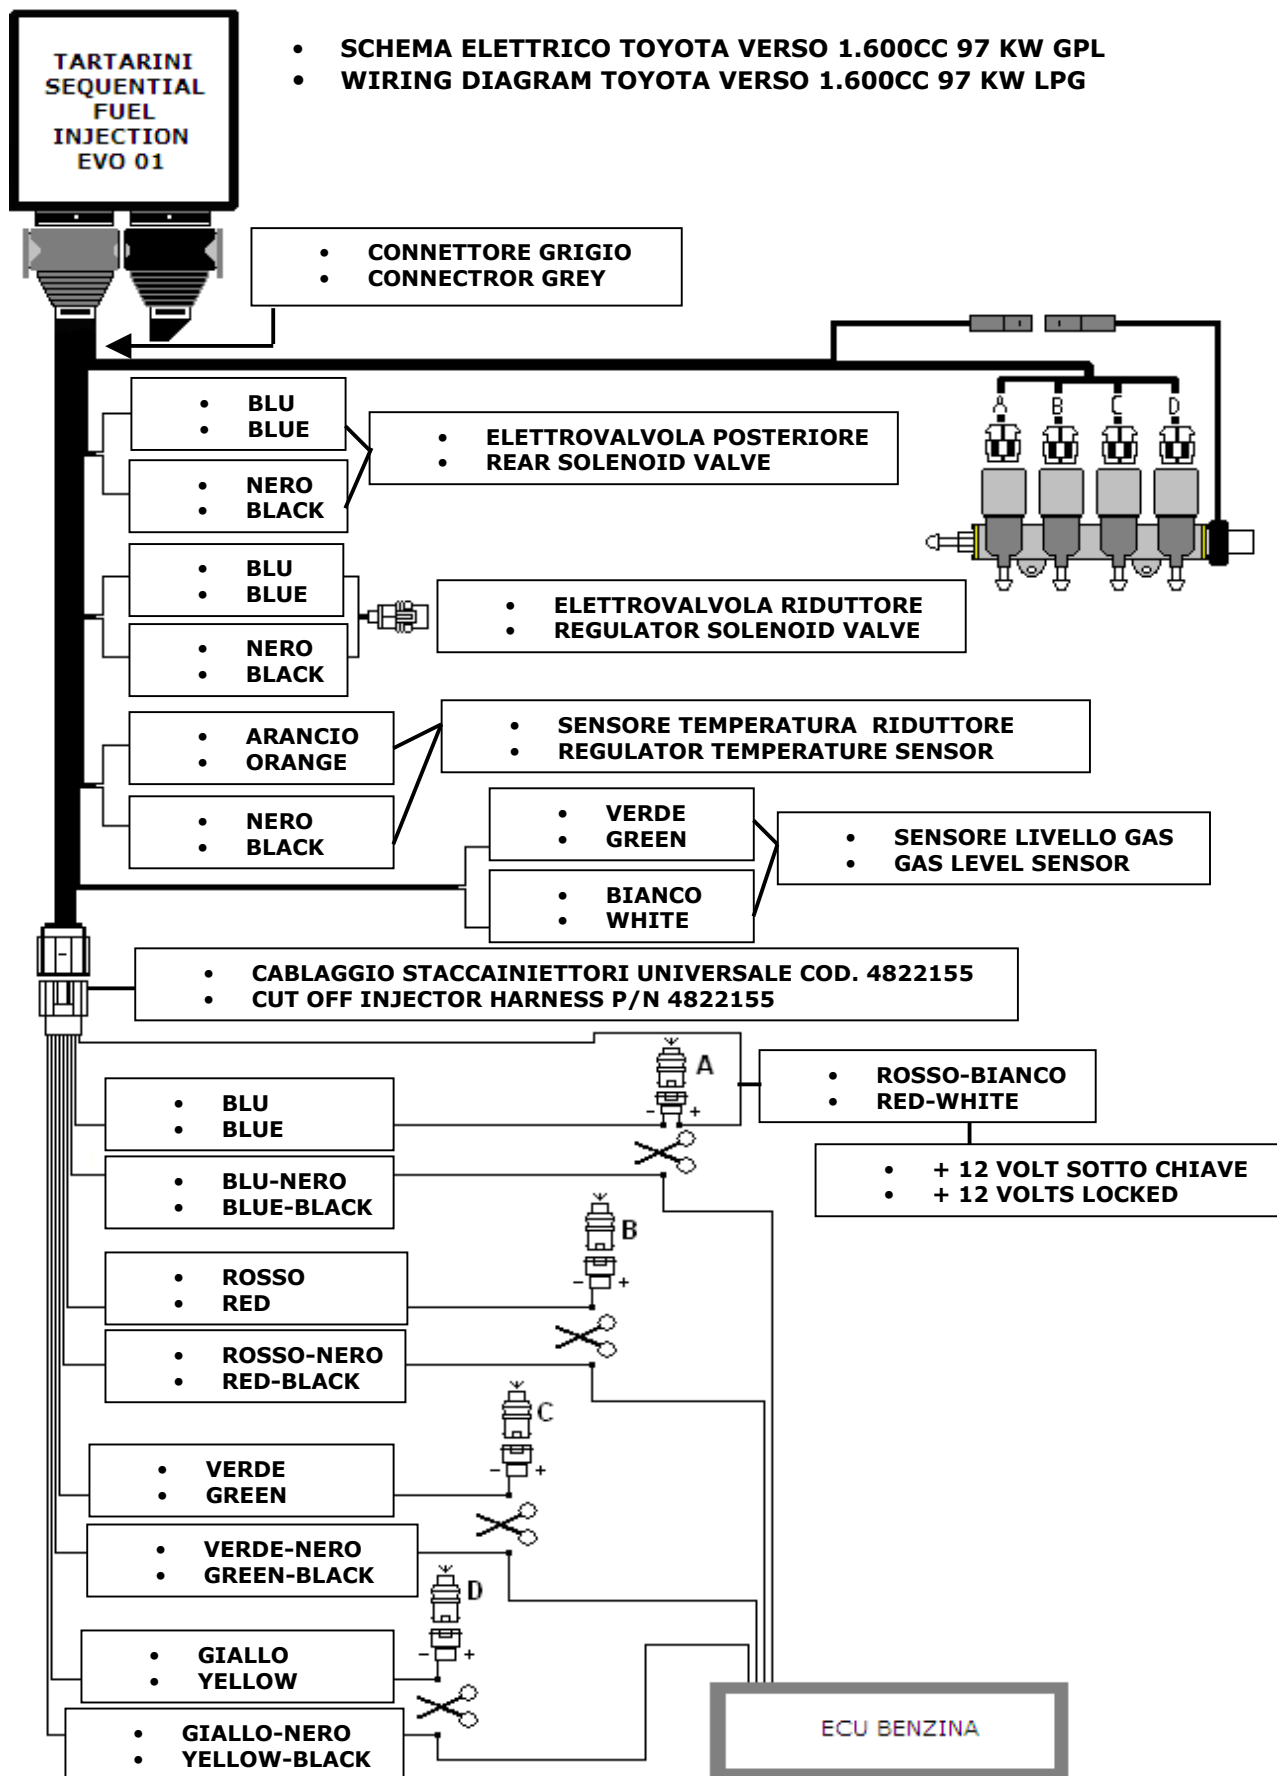 TARTARINI
SEQUENTIAL
FUEL
INJECTION
EVO 01
• SCHEMA ELETTRICO TOYOTA VERSO 1.600CC 97 KW GPL
• WIRING DIAGRAM TOYOTA VERSO 1.600CC 97 KW LPG
• CONNETTORE GRIGIO
• CONNECTROR GREY
A B C D
• BLU
• BLUE
• NERO
• BLACK
• ELETTROVALVOLA POSTERIORE
• REAR SOLENOID VALVE
• BLU
• BLUE
• NERO
• BLACK
• ELETTROVALVOLA RIDUTTORE
• REGULATOR SOLENOID VALVE
• ARANCIO
• ORANGE
• NERO
• BLACK
• SENSORE TEMPERATURA RIDUTTORE
• REGULATOR TEMPERATURE SENSOR
• VERDE
• GREEN
• BIANCO
• WHITE
• SENSORE LIVELLO GAS
• GAS LEVEL SENSOR
• CABLAGGIO STACCAINIETTORI UNIVERSALE COD. 4822155
• CUT OFF INJECTOR HARNESS P/N 4822155
A
- +
• ROSSO-BIANCO
• RED-WHITE
• + 12 VOLT SOTTO CHIAVE
• + 12 VOLTS LOCKED
• BLU
• BLUE
• BLU-NERO
• BLUE-BLACK
B
- +
• ROSSO
• RED
• ROSSO-NERO
• RED-BLACK
C
- +
• VERDE
• GREEN
• VERDE-NERO
• GREEN-BLACK
D
- +
• GIALLO
• YELLOW
• GIALLO-NERO
• YELLOW-BLACK
ECU BENZINA